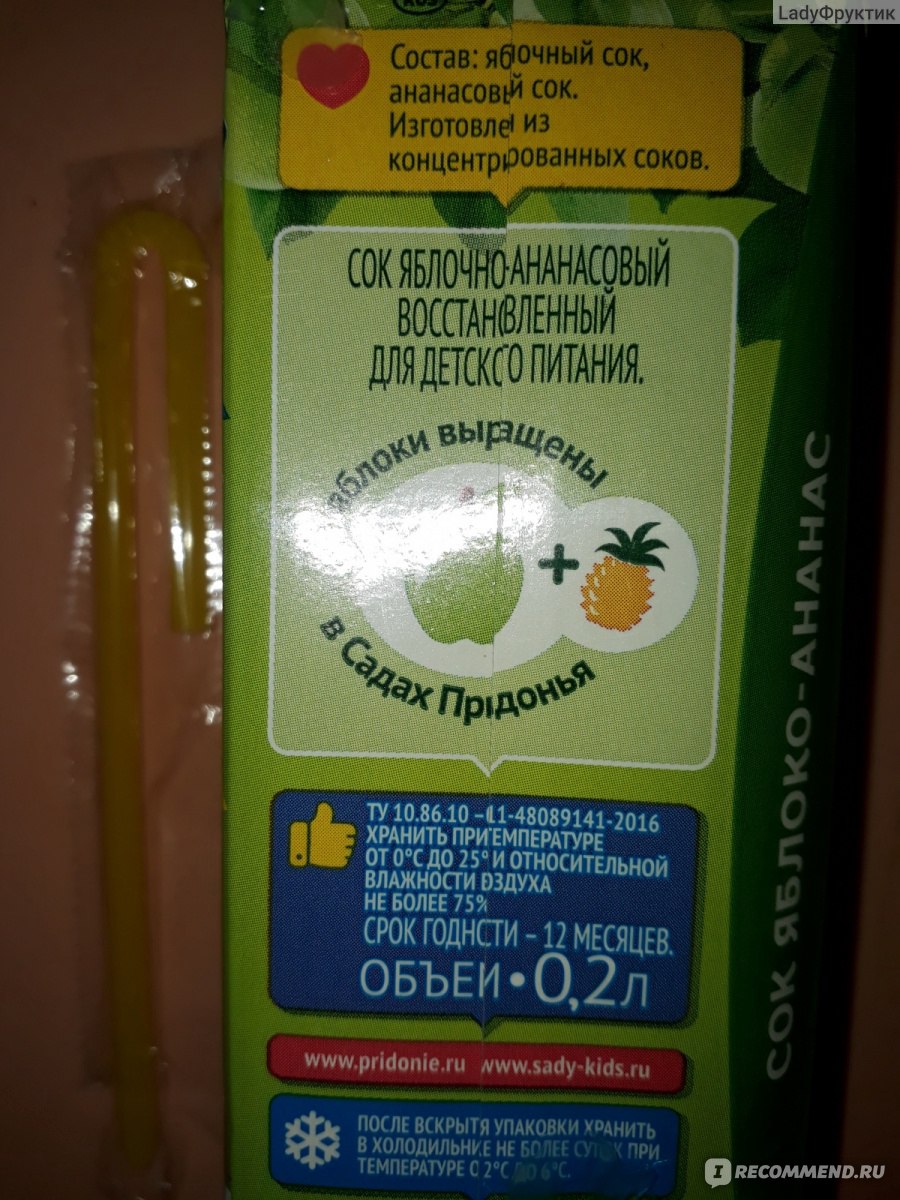 LadyФруктик
Состав: яблочный сок,
ананасовый сок.
Изготовлен из
концентрированных соков.
СОК ЯБЛОЧНО-АНАНАСОВЫЙ
ВОССТАНОВЛЕННЫЙ
ДЛЯ ДЕТСКОГО ПИТАНИЯ.
яблоки выращены
в Садах Придонья
ТУ 10.86.10 –11-48089141-2016
ХРАНИТЬ ПРИ ТЕМПЕРАТУРЕ
ОТ 0°С ДО 25° И ОТНОСИТЕЛЬНОЙ
ВЛАЖНОСТИ ВОЗДУХА
НЕ БОЛЕЕ 75%
СРОК ГОДНОСТИ – 12 МЕСЯЦЕВ.
ОБЪЕМ • 0,2 Л
www.pridonie.ru www.sady-kids.ru
ПОСЛЕ ВСКРЫТИЯ УПАКОВКИ ХРАНИТЬ
В ХОЛОДИЛЬНИКЕ НЕ БОЛЕЕ СУТОК ПРИ
ТЕМПЕРАТУРЕ О 2°С ДО 6°С.
СОК ЯБЛОКО-АНАНАС
IRECOMMEND.RU